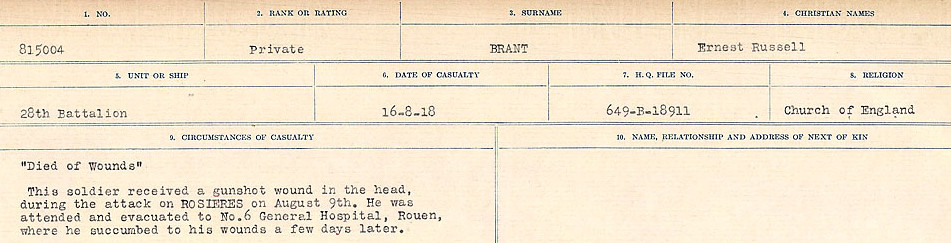 1. NO. 2. RANK OR RATING 3. SURNAME 4. CHRISTIAN NAMES
815004 Private BRANT Ernest Russell
5. UNIT OR SHIP 6. DATE OF CASUALTY 7. H. Q. FILE NO. 8. RELIGION
28th Battalion 16-8-18 649-B-18911 Church of England
9. CIRCUMSTANCES OF CASUALTY 10. NAME, RELATIONSHIP AND ADDRESS OF NEXT OF KIN
"Died of Wounds"
This soldier received a gunshot wound in the head,
during the attack on ROSIERES on August 9th. He was
attended and evacuated to No.6 General Hospital, Rouen,
where he succumbed to his wounds a few days later.